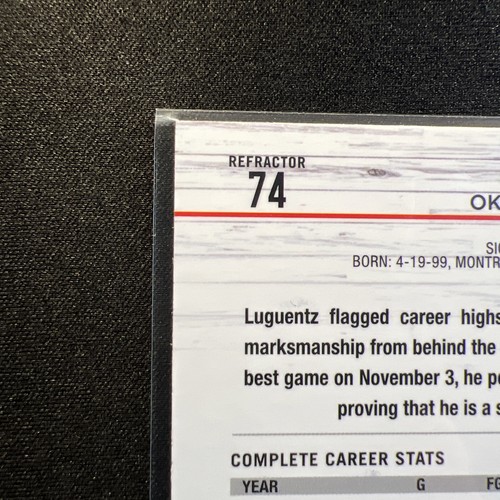 REFRACTOR
74
OK
BORN: 4-19-99, MONTR
Luguentz flagged career highs
marksmanship from behind the
best game on November 3, he
proving that he is a
COMPLETE CAREER STATS
YEAR G FG